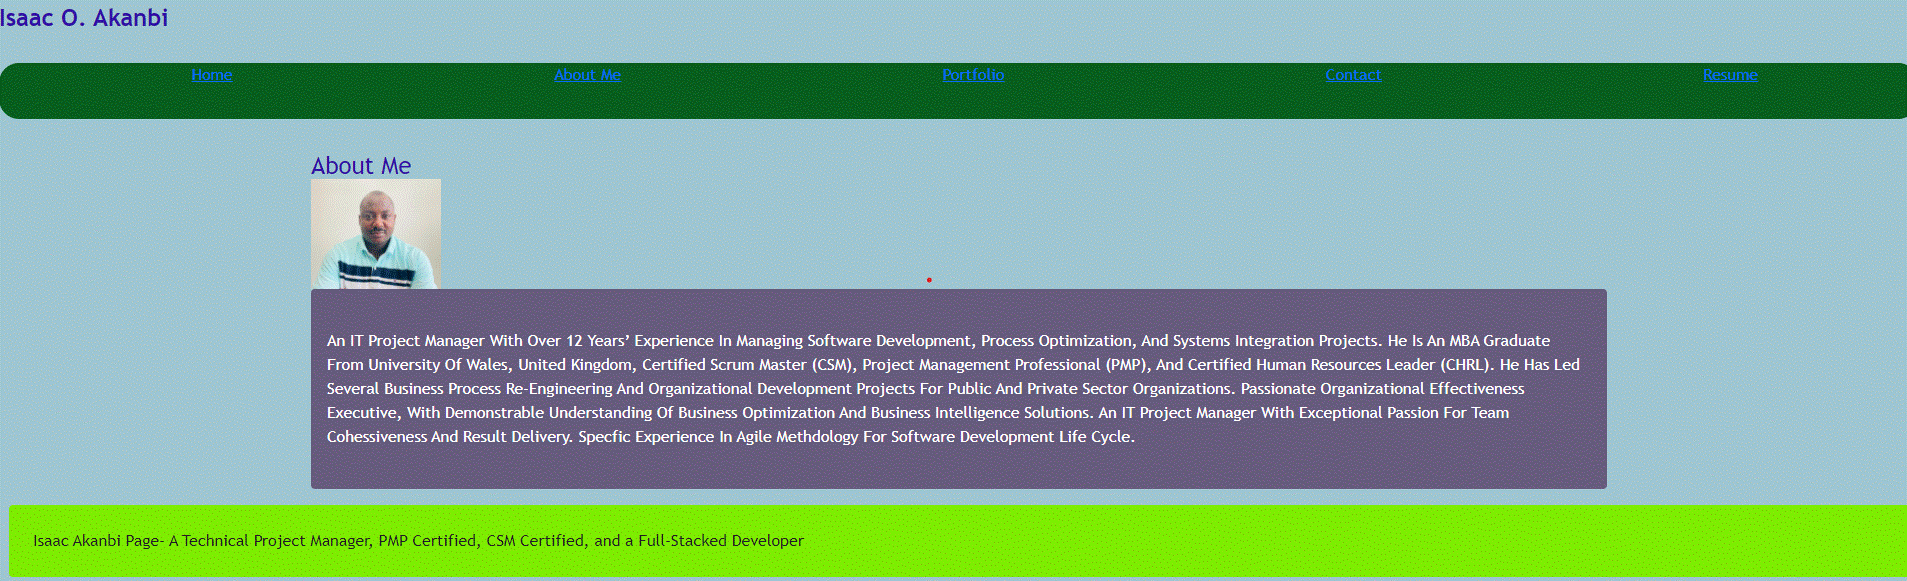 Isaac O. Akanbi
Home About Me Portfolio Contact Resume
About Me
An IT Project Manager With Over 12 Years’ Experience In Managing Software Development, Process Optimization, And Systems Integration Projects. He Is An MBA Graduate
From University Of Wales, United Kingdom, Certified Scrum Master (CSM), Project Management Professional (PMP), And Certified Human Resources Leader (CHRL). He Has Led
Several Business Process Re-Engineering And Organizational Development Projects For Public And Private Sector Organizations. Passionate Organizational Effectiveness
Executive, With Demonstrable Understanding Of Business Optimization And Business Intelligence Solutions. An IT Project Manager With Exceptional Passion For Team
Cohessiveness And Result Delivery. Specfic Experience In Agile Methdology For Software Development Life Cycle.
Isaac Akanbi Page- A Technical Project Manager, PMP Certified, CSM Certified, and a Full-Stacked Developer